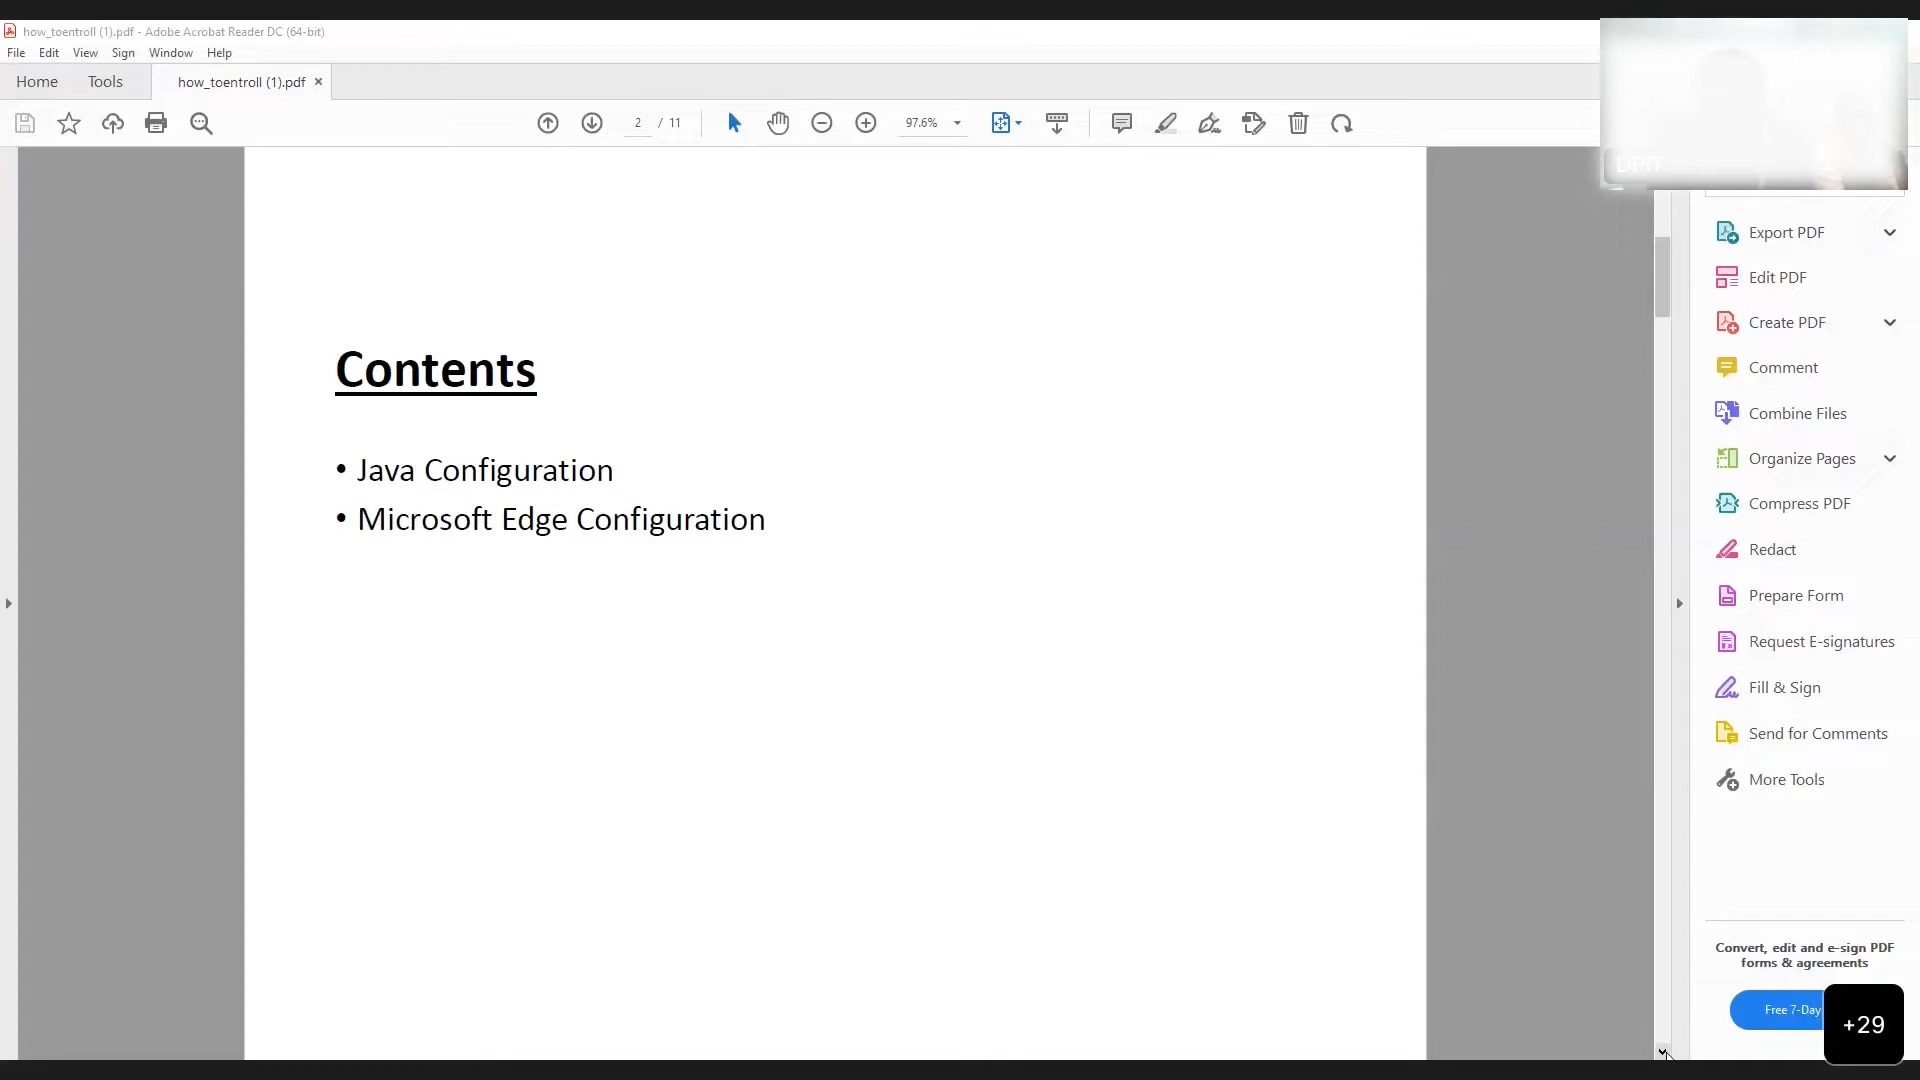 how_toentroll (1).pdf - Adobe Acrobat Reader DC (64-bit)
File Edit View Sign Window Help
Home Tools how_toentroll (1).pdf ×
2 / 11 97.6%
DPIT
Export PDF
Edit PDF
Create PDF
Comment
Combine Files
Organize Pages
Compress PDF
Redact
Prepare Form
Request E-signatures
Fill & Sign
Send for Comments
More Tools
Contents
• Java Configuration
• Microsoft Edge Configuration
Convert, edit and e-sign PDF
forms & agreements
Free 7-Day
+29